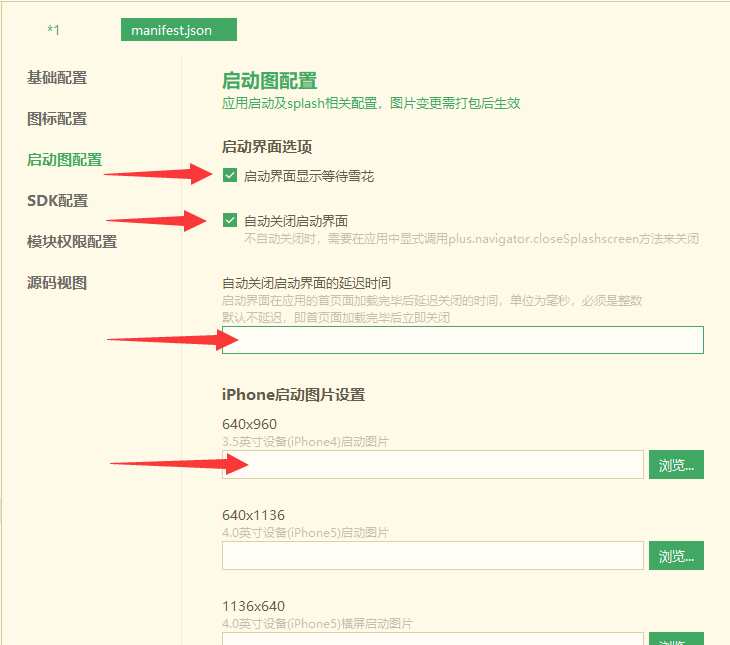 *1
manifest.json
基础配置
图标配置
启动图配置
SDK配置
模块权限配置
源码视图
启动图配置
应用启动及splash相关配置，图片变更需打包后生效
启动界面选项
启动界面显示等待雪花
自动关闭启动界面
不自动关闭时，需要在应用中显式调用plus.navigator.closeSplashscreen方法来关闭
自动关闭启动界面的延迟时间
启动界面在应用的首页面加载完毕后延迟关闭的时间，单位为毫秒，必须是整数
默认不延迟，即首页面加载完毕后立即关闭
iPhone启动图片设置
640x960
3.5英寸设备(iPhone4)启动图片
浏览...
640x1136
4.0英寸设备(iPhone5)启动图片
浏览...
1136x640
4.0英寸设备(iPhone5)横屏启动图片
浏览...